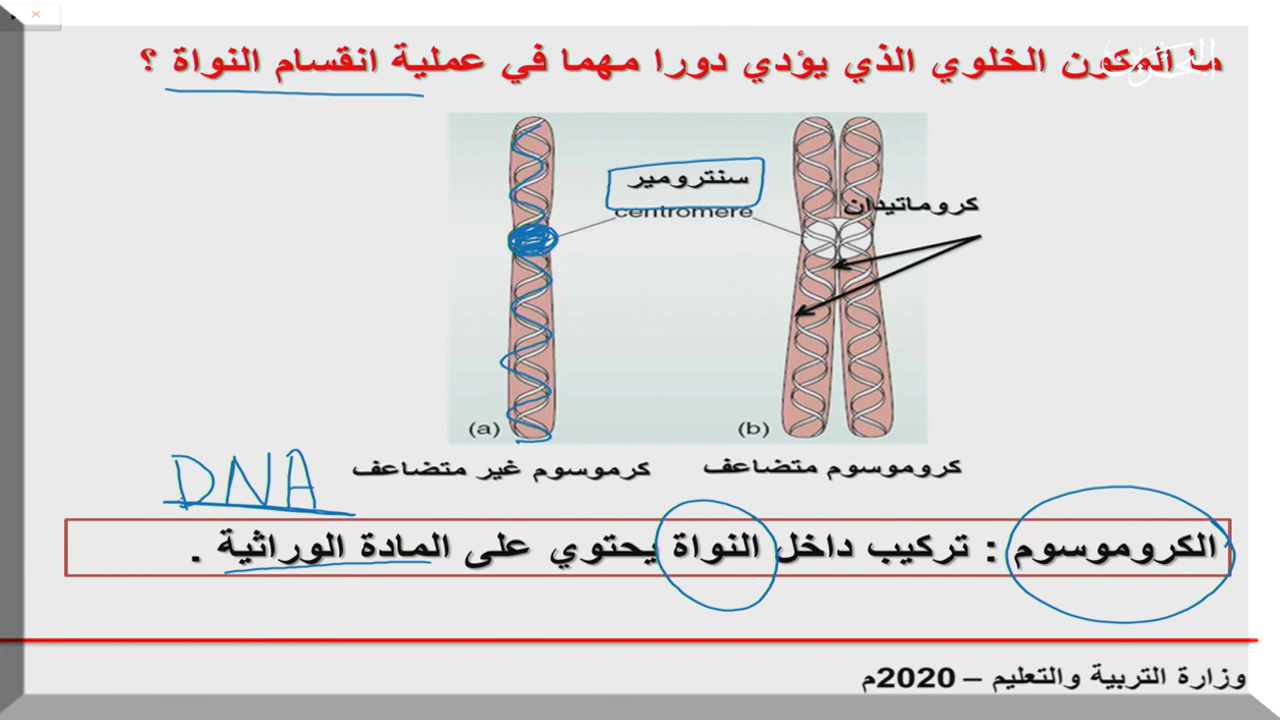 ما المكون الخلوي الذي يؤدي دورا مهما في عملية انقسام النواة ؟
البحرين
سنترومير
centromere
كروماتيدان
(a)
(b)
كرموسوم غير متضاعف
كروموسوم متضاعف
DNA
الكروموسوم : تركيب داخل النواة يحتوي على المادة الوراثية .
وزارة التربية والتعليم – 2020م